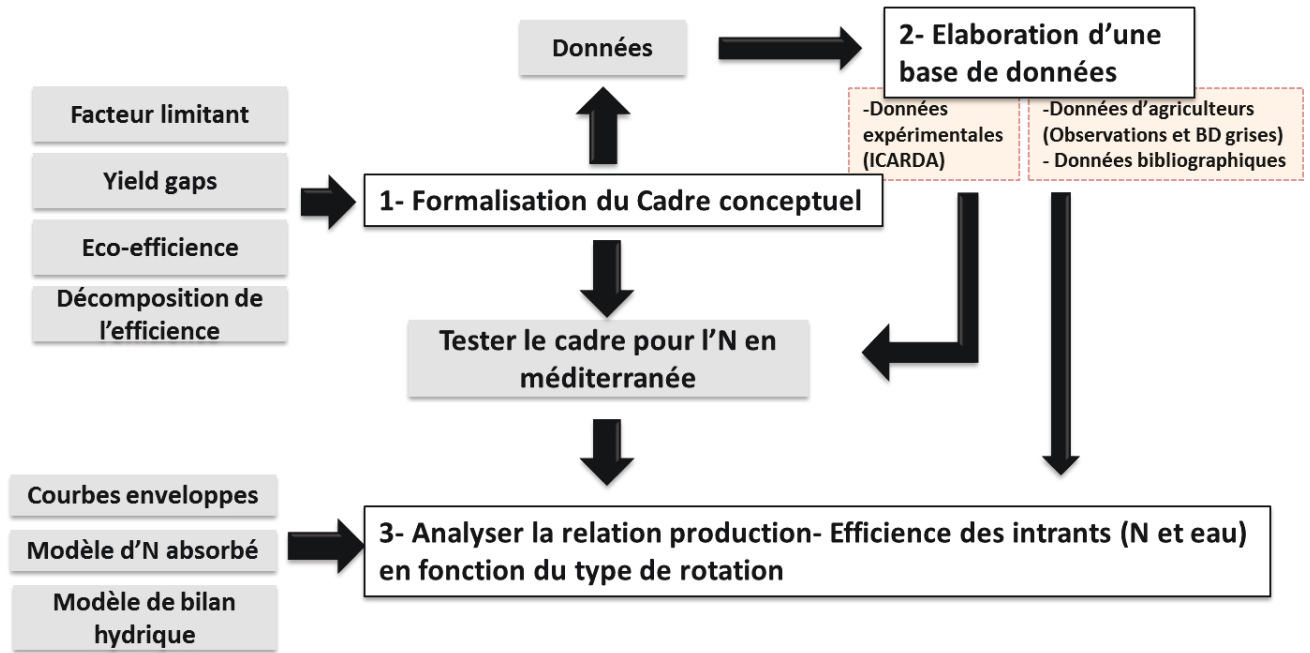 Données
2- Elaboration d’une
base de données
-Données
expérimentales
(ICARDA)
-Données d’agriculteurs
(Observations et BD grises)
- Données bibliographiques
Facteur limitant
Yield gaps
Eco-efficience
Décomposition de
l’efficience
1- Formalisation du Cadre conceptuel
Tester le cadre pour l’N en
méditerranée
Courbes enveloppes
Modèle d’N absorbé
Modèle de bilan
hydrique
3- Analyser la relation production- Efficience des intrants (N et eau)
en fonction du type de rotation